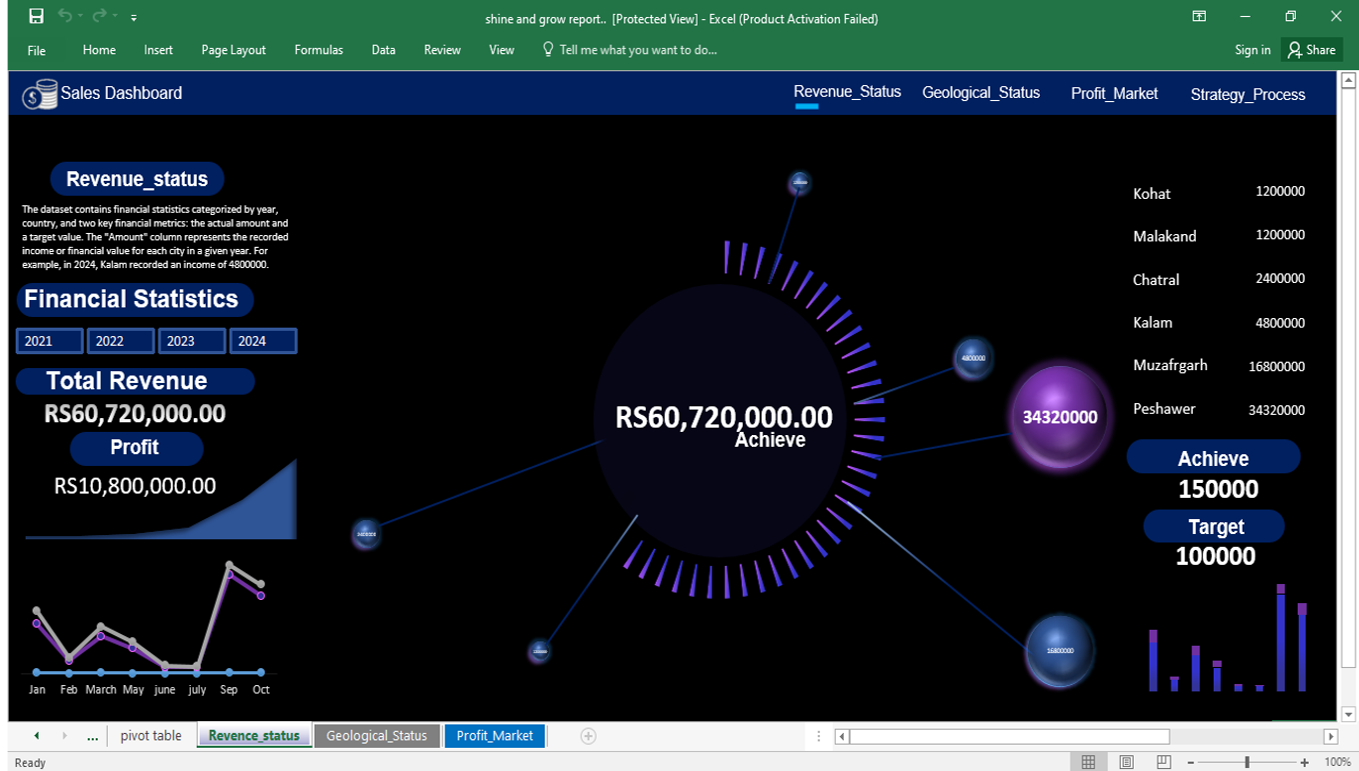 shine and grow report.. [Protected View] - Excel (Product Activation Failed)
File Home Insert Page Layout Formulas Data Review View Tell me what you want to do... Sign in Share
Sales Dashboard Revenue_Status Geological_Status Profit_Market Strategy_Process
Revenue_status
The dataset contains financial statistics categorized by year,
country, and two key financial metrics: the actual amount and
a target value. The "Amount" column represents the recorded
income or financial value for each city in a given year. For
example, in 2024, Kalam recorded an income of 4800000.
Financial Statistics
2021 2022 2023 2024
Total Revenue
RS60,720,000.00
Profit
RS10,800,000.00
Jan Feb March May june july Sep Oct
RS60,720,000.00
Achieve
4800000
34320000
16800000
Kohat 1200000
Malakand 1200000
Chatral 2400000
Kalam 4800000
Muzafrgarh 16800000
Peshawer 34320000
Achieve
150000
Target
100000
... pivot table Revence_status Geological_Status Profit_Market
Ready 100%